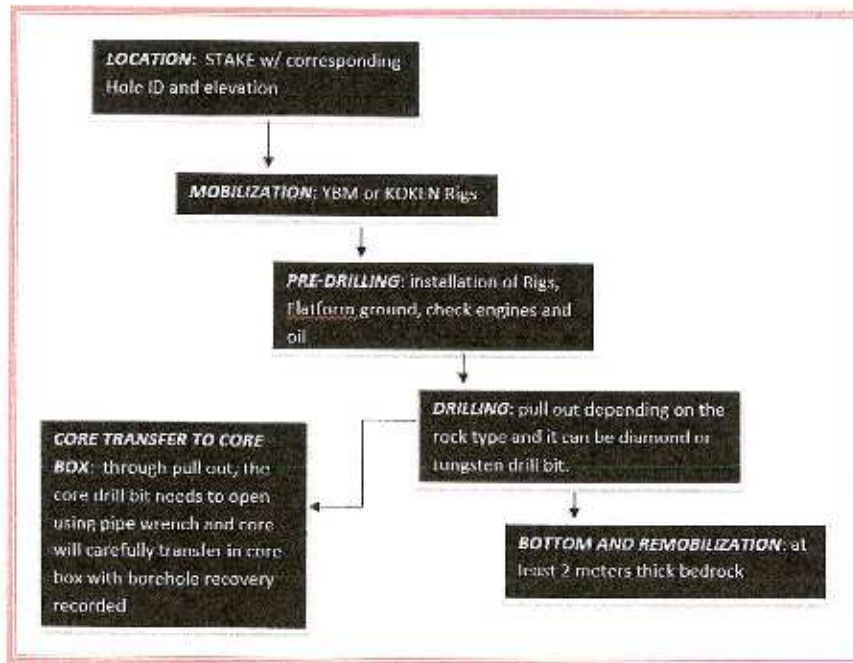 LOCATION: STAKE w/ corresponding
Hole ID and elevation
MOBILIZATION: YBM or KOKEN Rigs
PRE-DRILLING: installation of Rigs,
Flatform ground, check engines and
oil
DRILLING: pull out depending on the
rock type and it can be diamond or
tungsten drill bit.
CORE TRANSFER TO CORE
BOX: through pull out, the
core drill bit needs to open
using pipe wrench and core
will carefully transfer in core
box with borehole recovery
recorded
BOTTOM AND REMOBILIZATION: at
least 2 meters thick bedrock